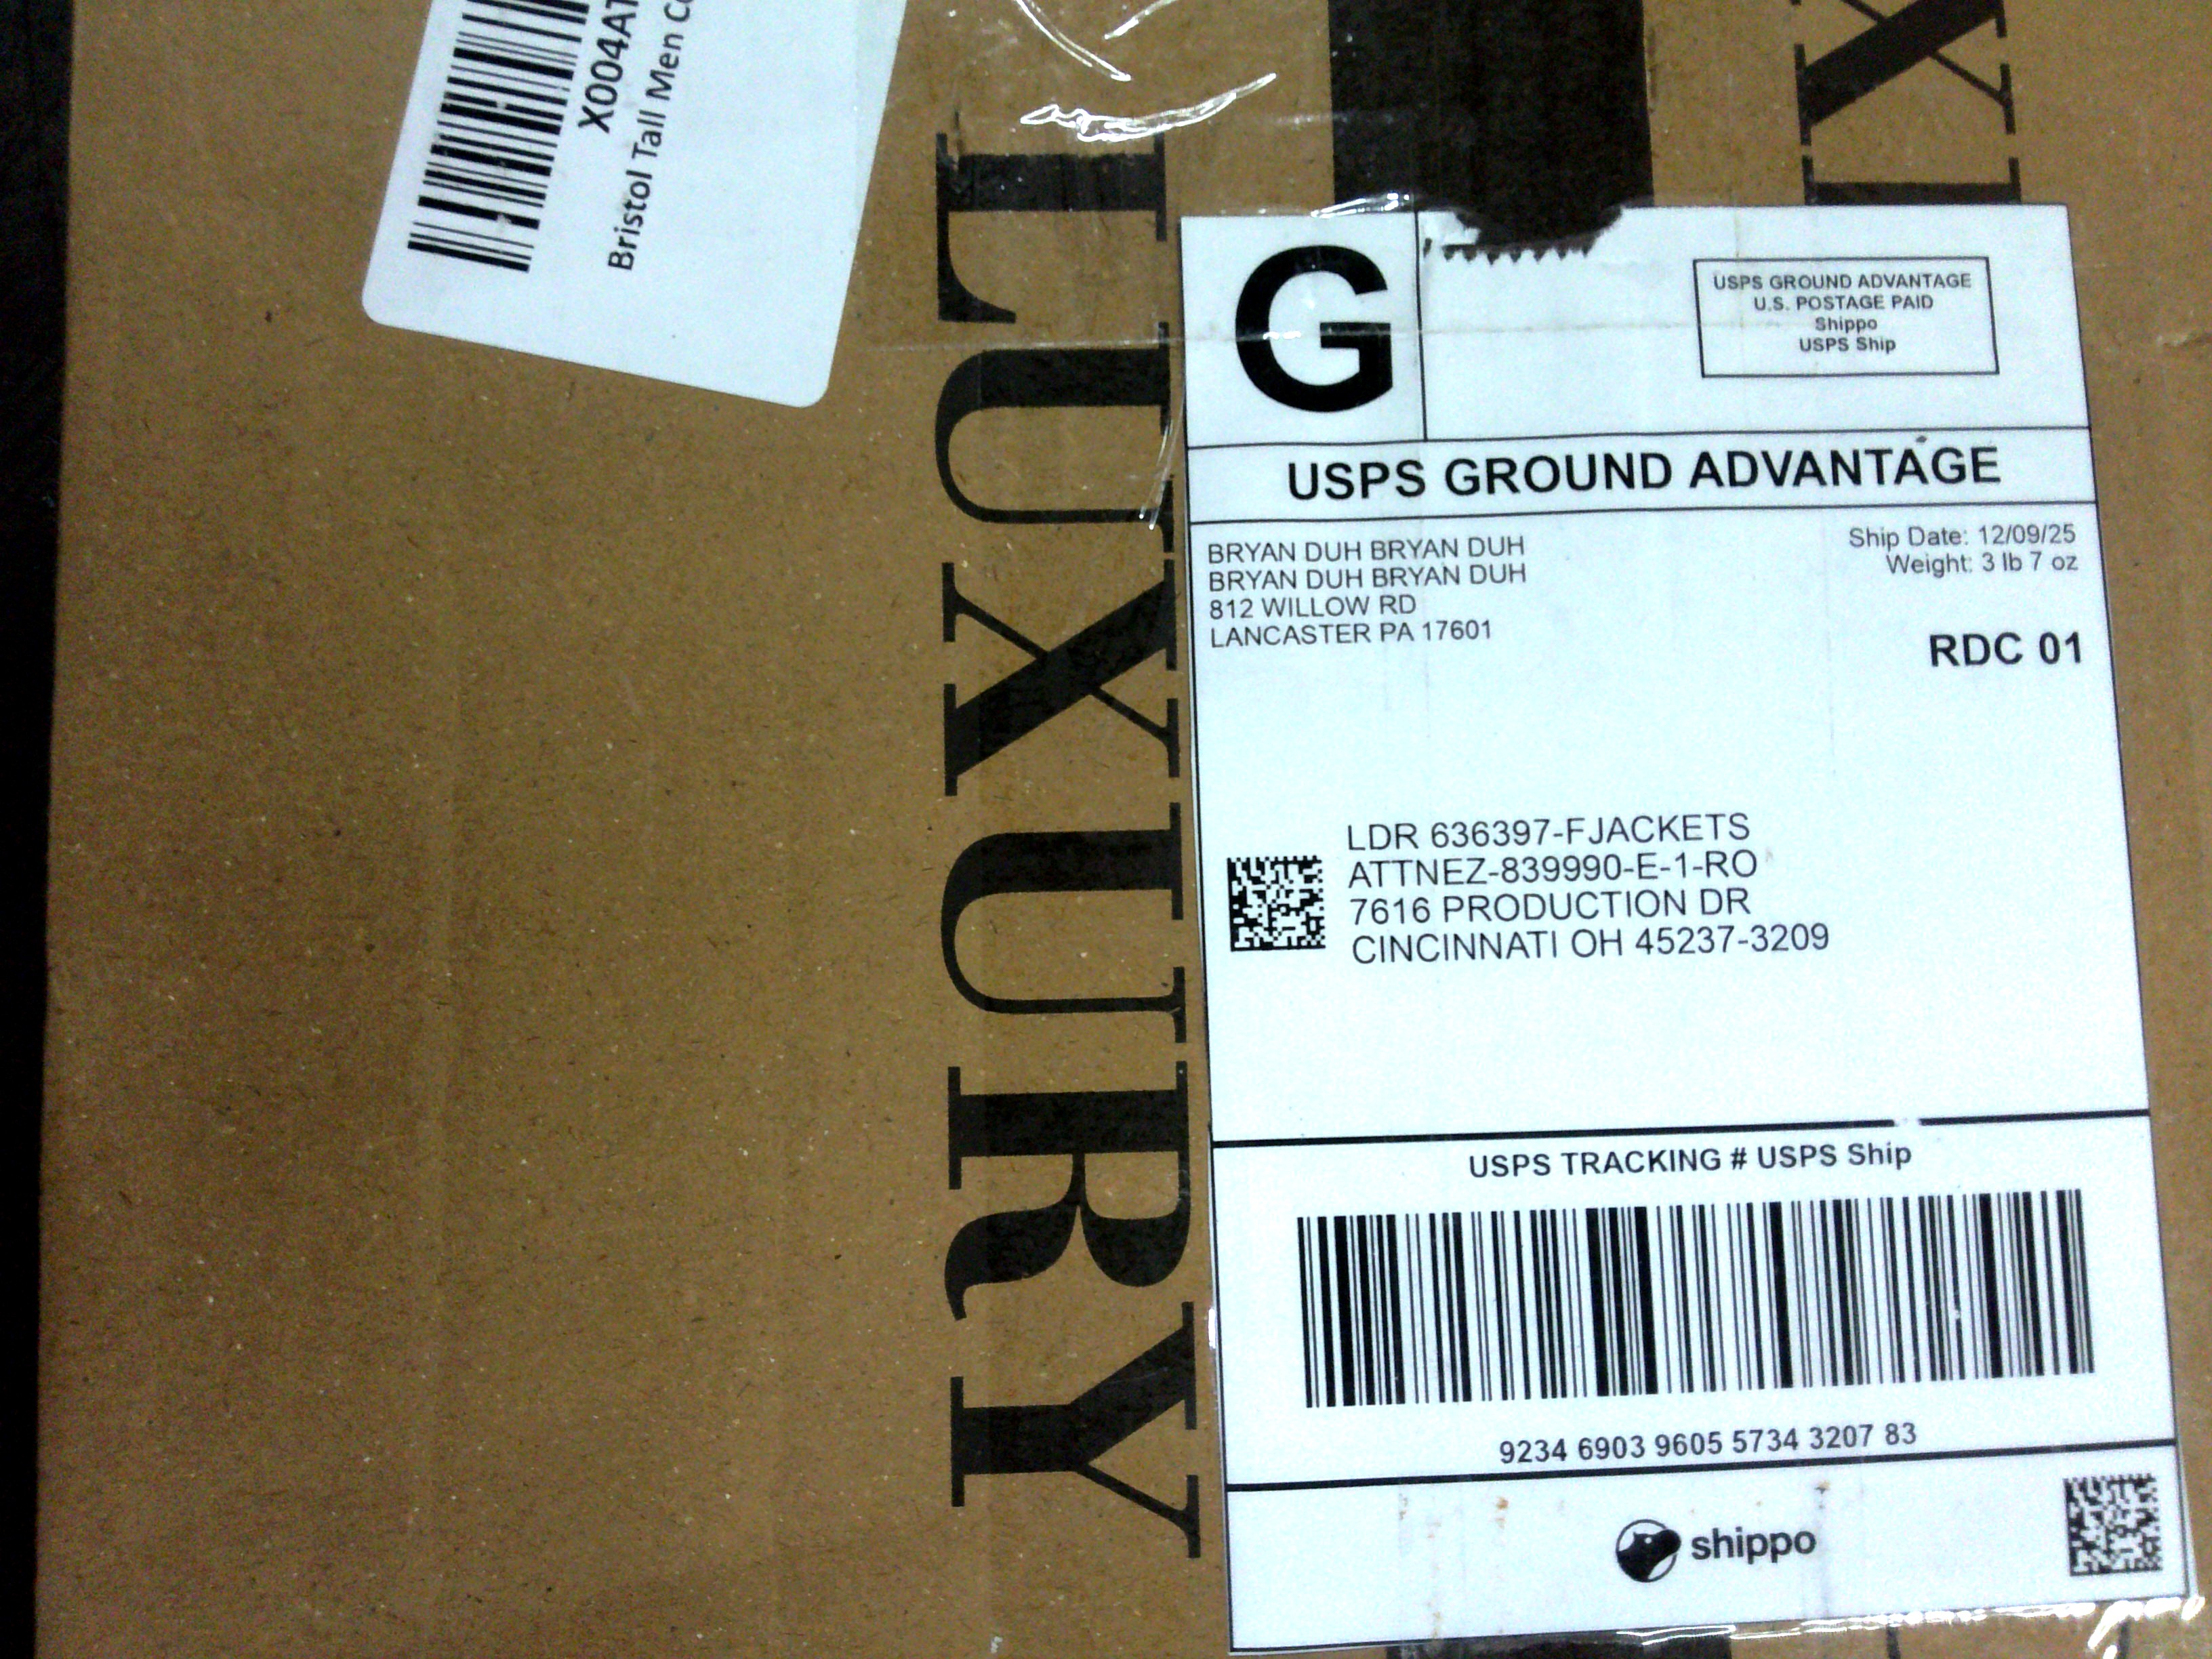 X004AT
Bristol Tall Men
LUXURY
G
USPS GROUND ADVANTAGE
U.S. POSTAGE PAID
Shippo
USPS Ship
USPS GROUND ADVANTAGE
BRYAN DUH BRYAN DUH
BRYAN DUH BRYAN DUH
812 WILLOW RD
LANCASTER PA 17601
Ship Date: 12/09/25
Weight: 3 lb 7 oz
RDC 01
LDR 636397-FJACKETS
ATTNEZ-839990-E-1-RO
7616 PRODUCTION DR
CINCINNATI OH 45237-3209
USPS TRACKING # USPS Ship
9234 6903 9605 5734 3207 83
shippo